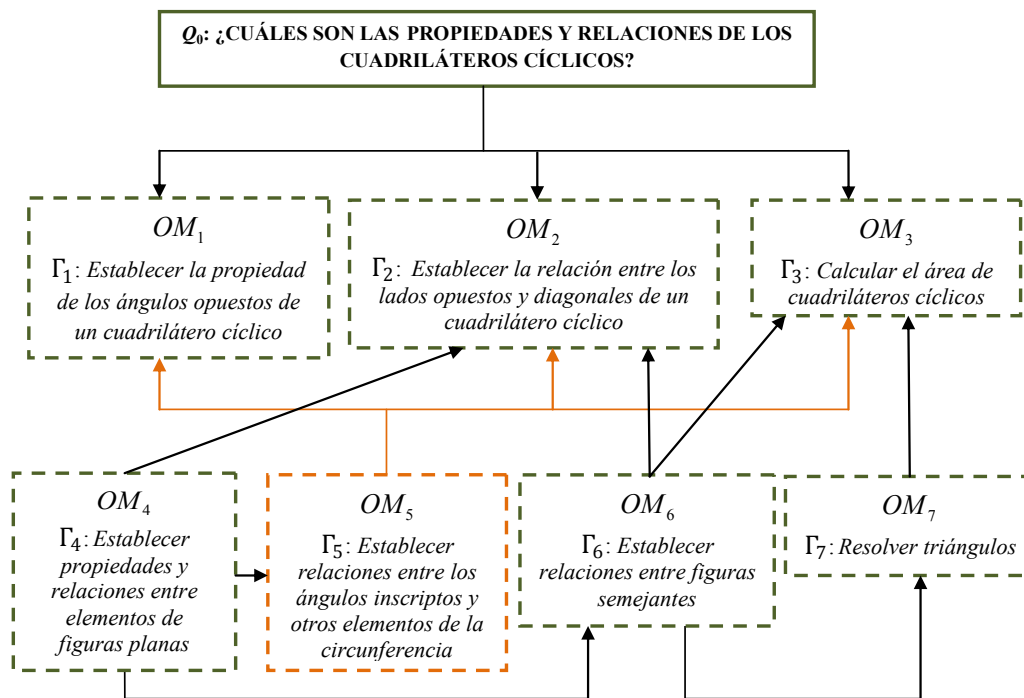 Q₀: ¿CUÁLES SON LAS PROPIEDADES Y RELACIONES DE LOS
CUADRILÁTEROS CÍCLICOS?
OM₁
Γ₁: Establecer la propiedad
de los ángulos opuestos de
un cuadrilátero cíclico
OM₂
Γ₂: Establecer la relación entre los
lados opuestos y diagonales de un
cuadrilátero cíclico
OM₃
Γ₃: Calcular el área de
cuadriláteros cíclicos
OM₄
Γ₄: Establecer
propiedades y
relaciones entre
elementos de
figuras planas
OM₅
Γ₅: Establecer
relaciones entre los
ángulos inscriptos y
otros elementos de la
circunferencia
OM₆
Γ₆: Establecer
relaciones entre figuras
semejantes
OM₇
Γ₇: Resolver triángulos